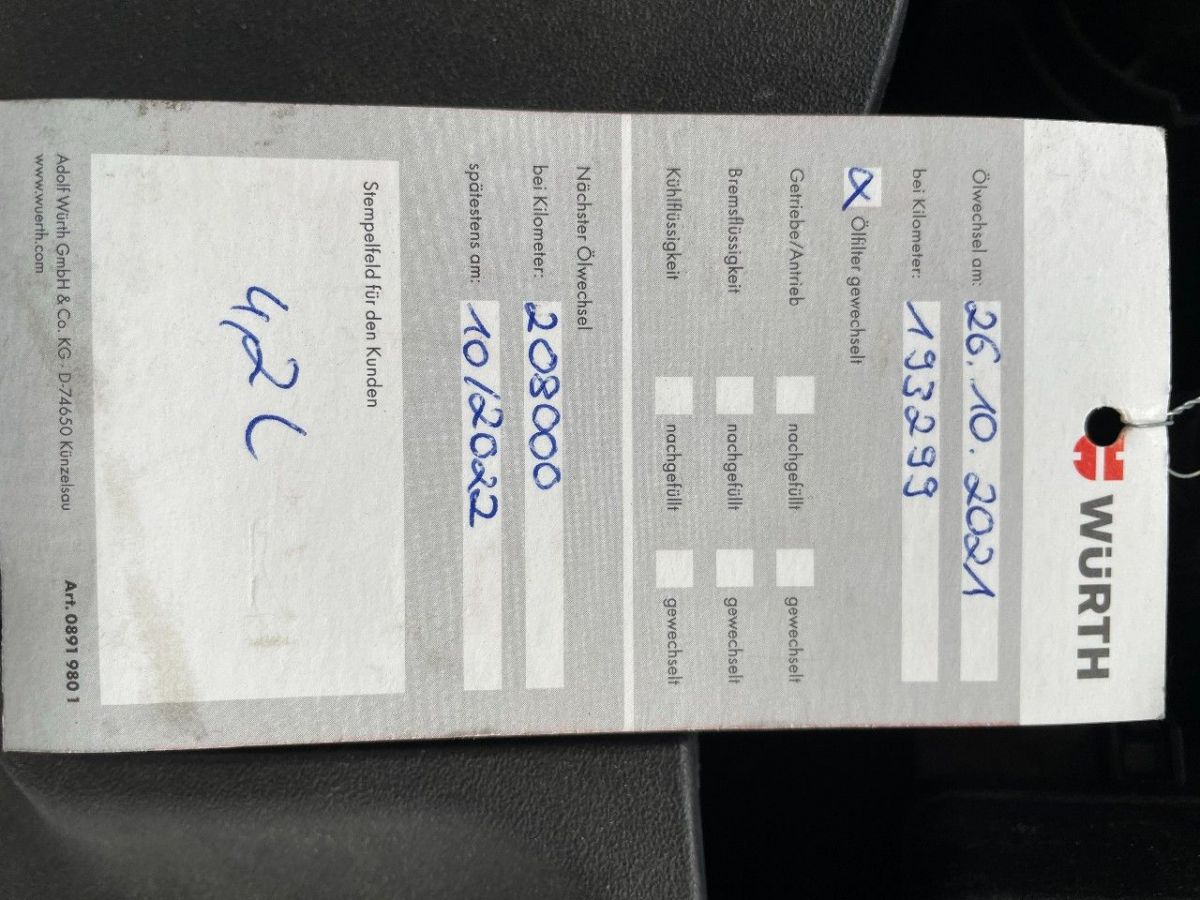 WÜRTH
Ölwechsel am: 26.10.2021
bei Kilometer: 193299
x Ölfilter gewechselt
Getriebe/Antrieb nachgefüllt gewechselt
Bremsflüssigkeit nachgefüllt gewechselt
Kühlflüssigkeit nachgefüllt gewechselt
Nächster Ölwechsel
bei Kilometer: 208000
spätestens am: 10/2022
Stempelfeld für den Kunden
4,2 L
Adolf Würth GmbH & Co. KG · D-74650 Künzelsau Art. 0891 980 1
www.wuerth.com